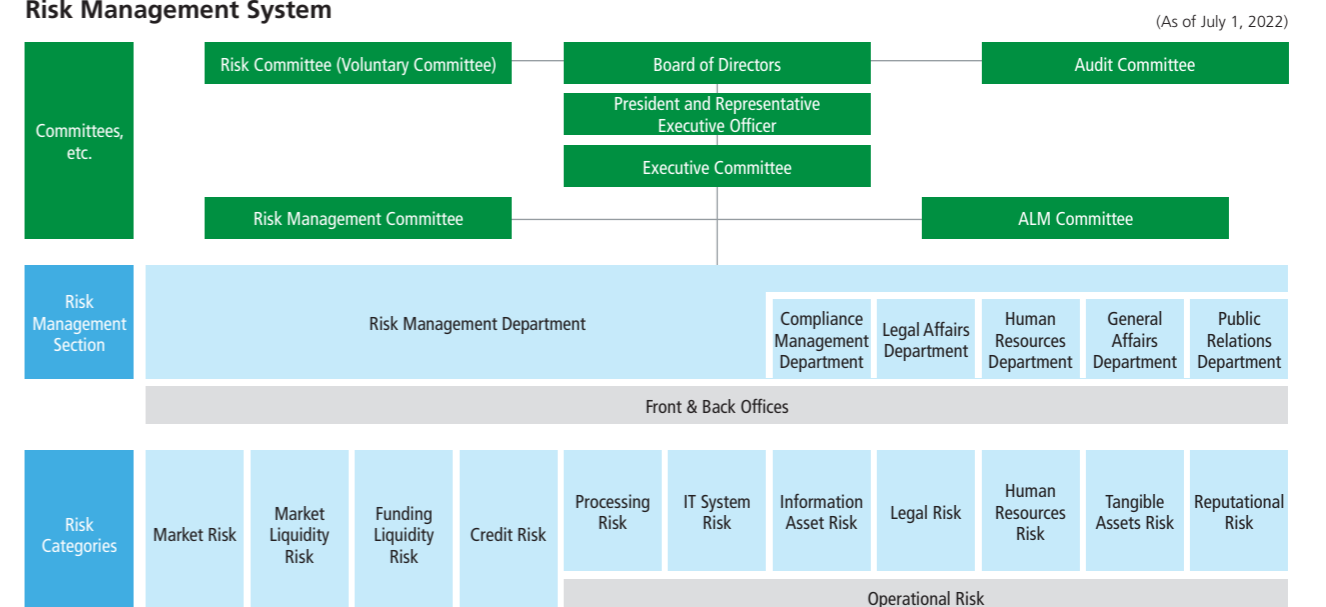 Risk Management System
(As of July 1, 2022)
Committees,
etc.
Risk Committee (Voluntary Committee)
Board of Directors
Audit Committee
President and Representative
Executive Officer
Executive Committee
Risk Management Committee
ALM Committee
Risk
Management
Section
Risk Management Department
Compliance
Management
Department
Legal Affairs
Department
Human
Resources
Department
General
Affairs
Department
Public
Relations
Department
Front & Back Offices
Risk
Categories
Market Risk
Market
Liquidity
Risk
Funding
Liquidity
Risk
Credit Risk
Processing
Risk
IT System
Risk
Information
Asset Risk
Legal Risk
Human
Resources
Risk
Tangible
Assets Risk
Reputational
Risk
Operational Risk